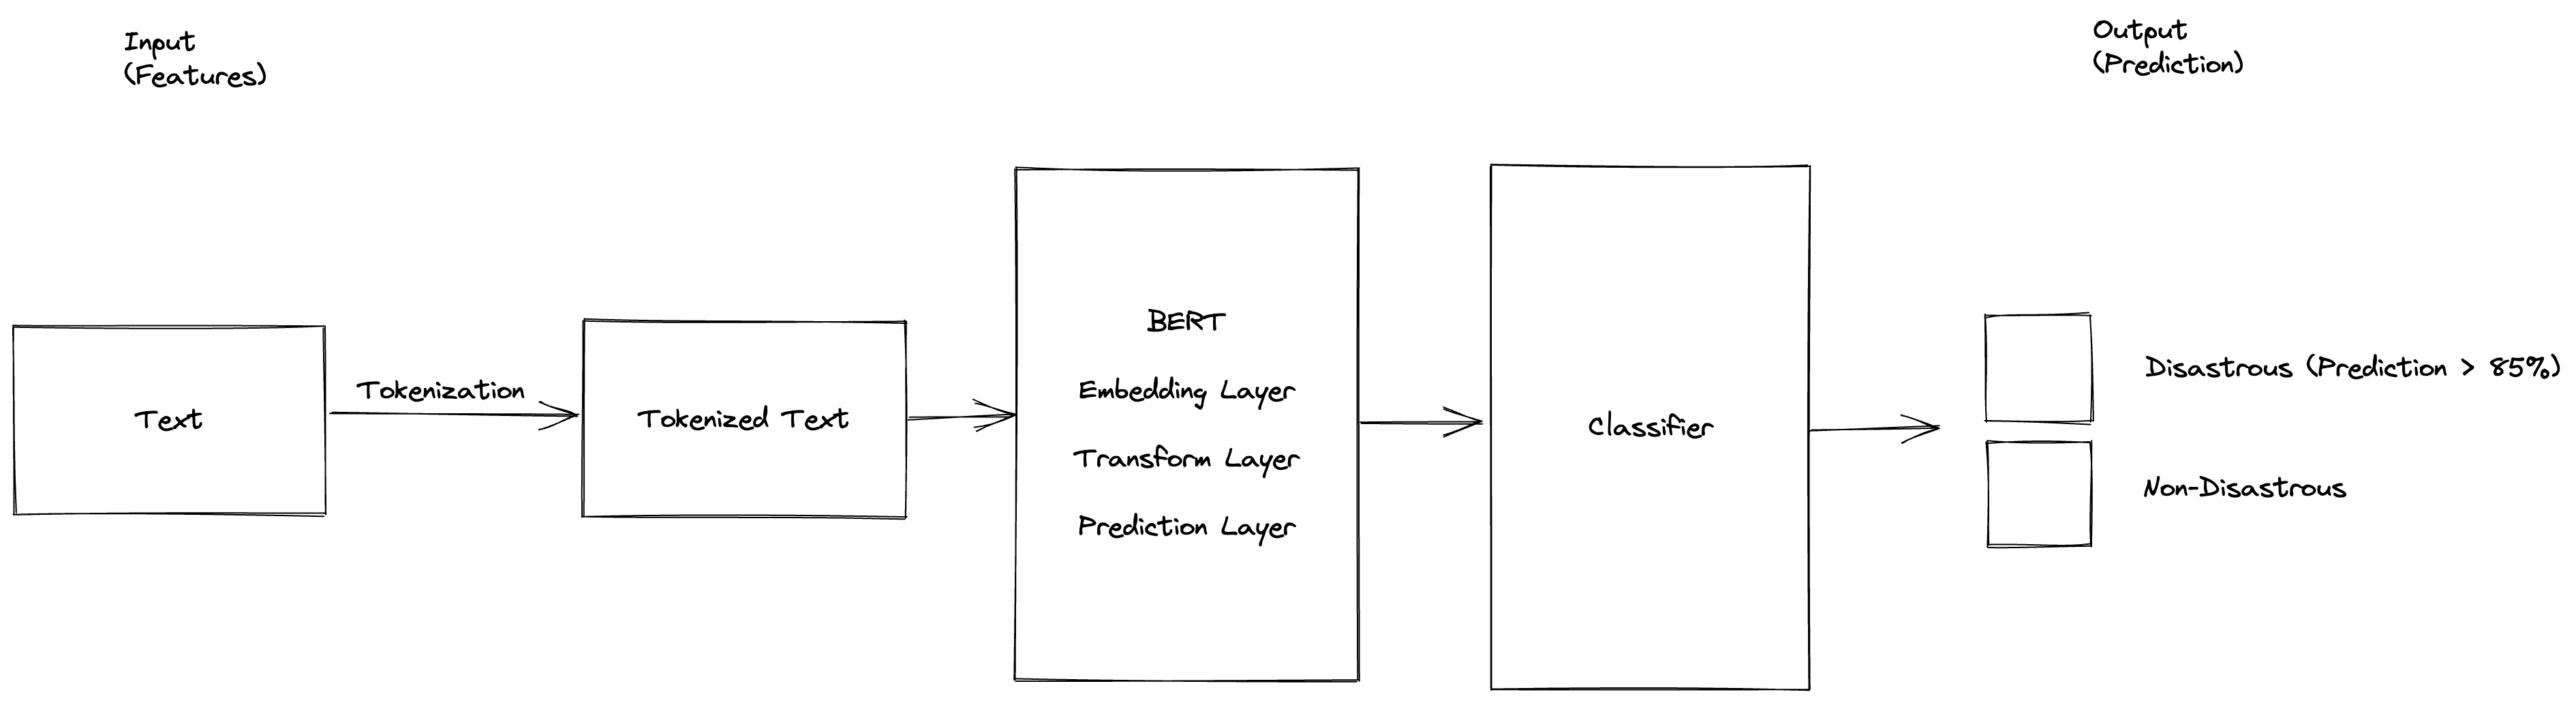 Input
(Features)
Output
(Prediction)
Text
Tokenization
Tokenized Text
BERT
Embedding Layer
Transform Layer
Prediction Layer
Classifier
Disastrous (Prediction > 85%)
Non-Disastrous